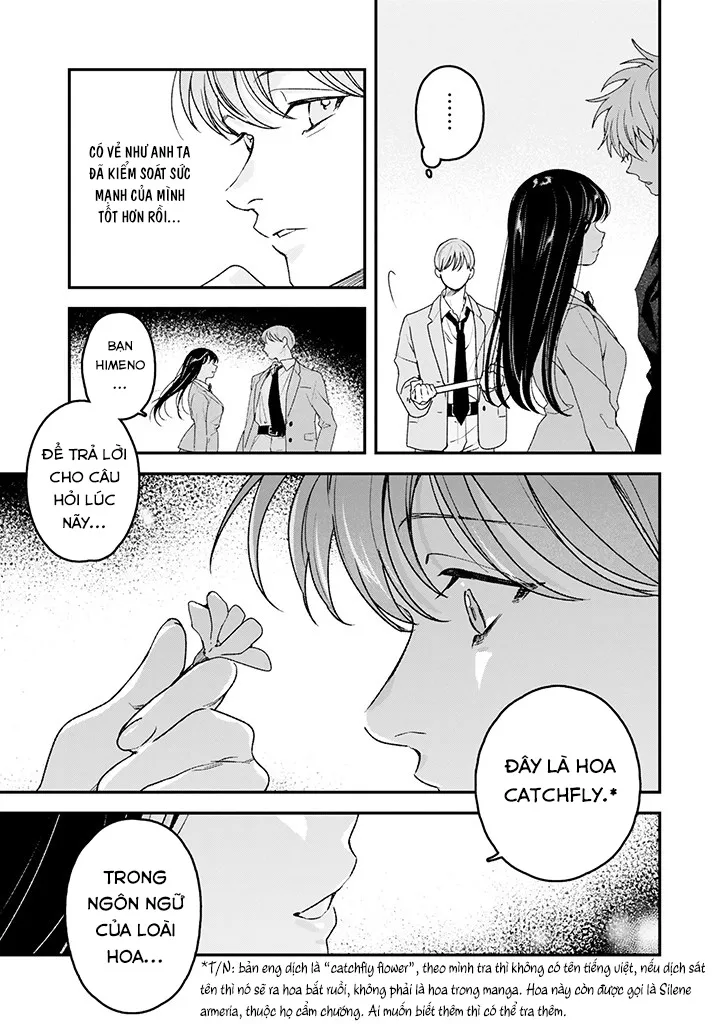 ......
CÓ VẺ NHƯ ANH TA
ĐÃ KIỂM SOÁT SỨC
MẠNH CỦA MÌNH
TỐT HƠN RỒI...
BẠN
HIMENO
...
ĐỂ TRẢ LỜI
CHO CÂU
HỎI LÚC
NÃY...
ĐÂY LÀ HOA
CATCHFLY.*
TRONG
NGÔN NGỮ
CỦA LOÀI
HOA...
*T/N: bản eng dịch là “catchfly flower”, theo mình tra thì không có tên tiếng việt, nếu dịch sát
tên thì nó sẽ ra hoa bắt ruồi, không phải là hoa trong manga. Hoa này còn được gọi là Silene
armeria, thuộc họ cẩm chướng. Ai muốn biết thêm thì có thể tra thêm.